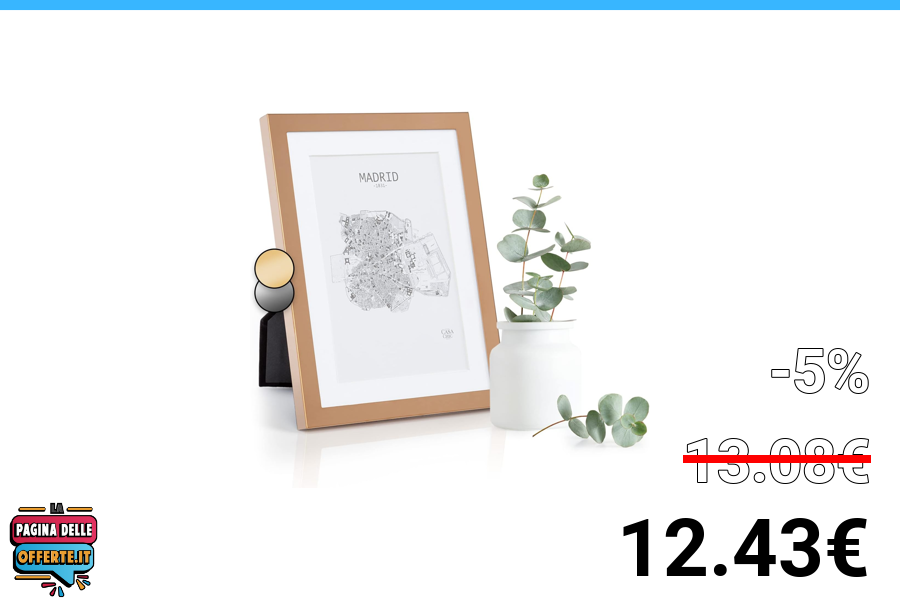 MADRID
-5%
13.08€
12.43€
LA
PAGINA DELLE
OFFERTE.IT